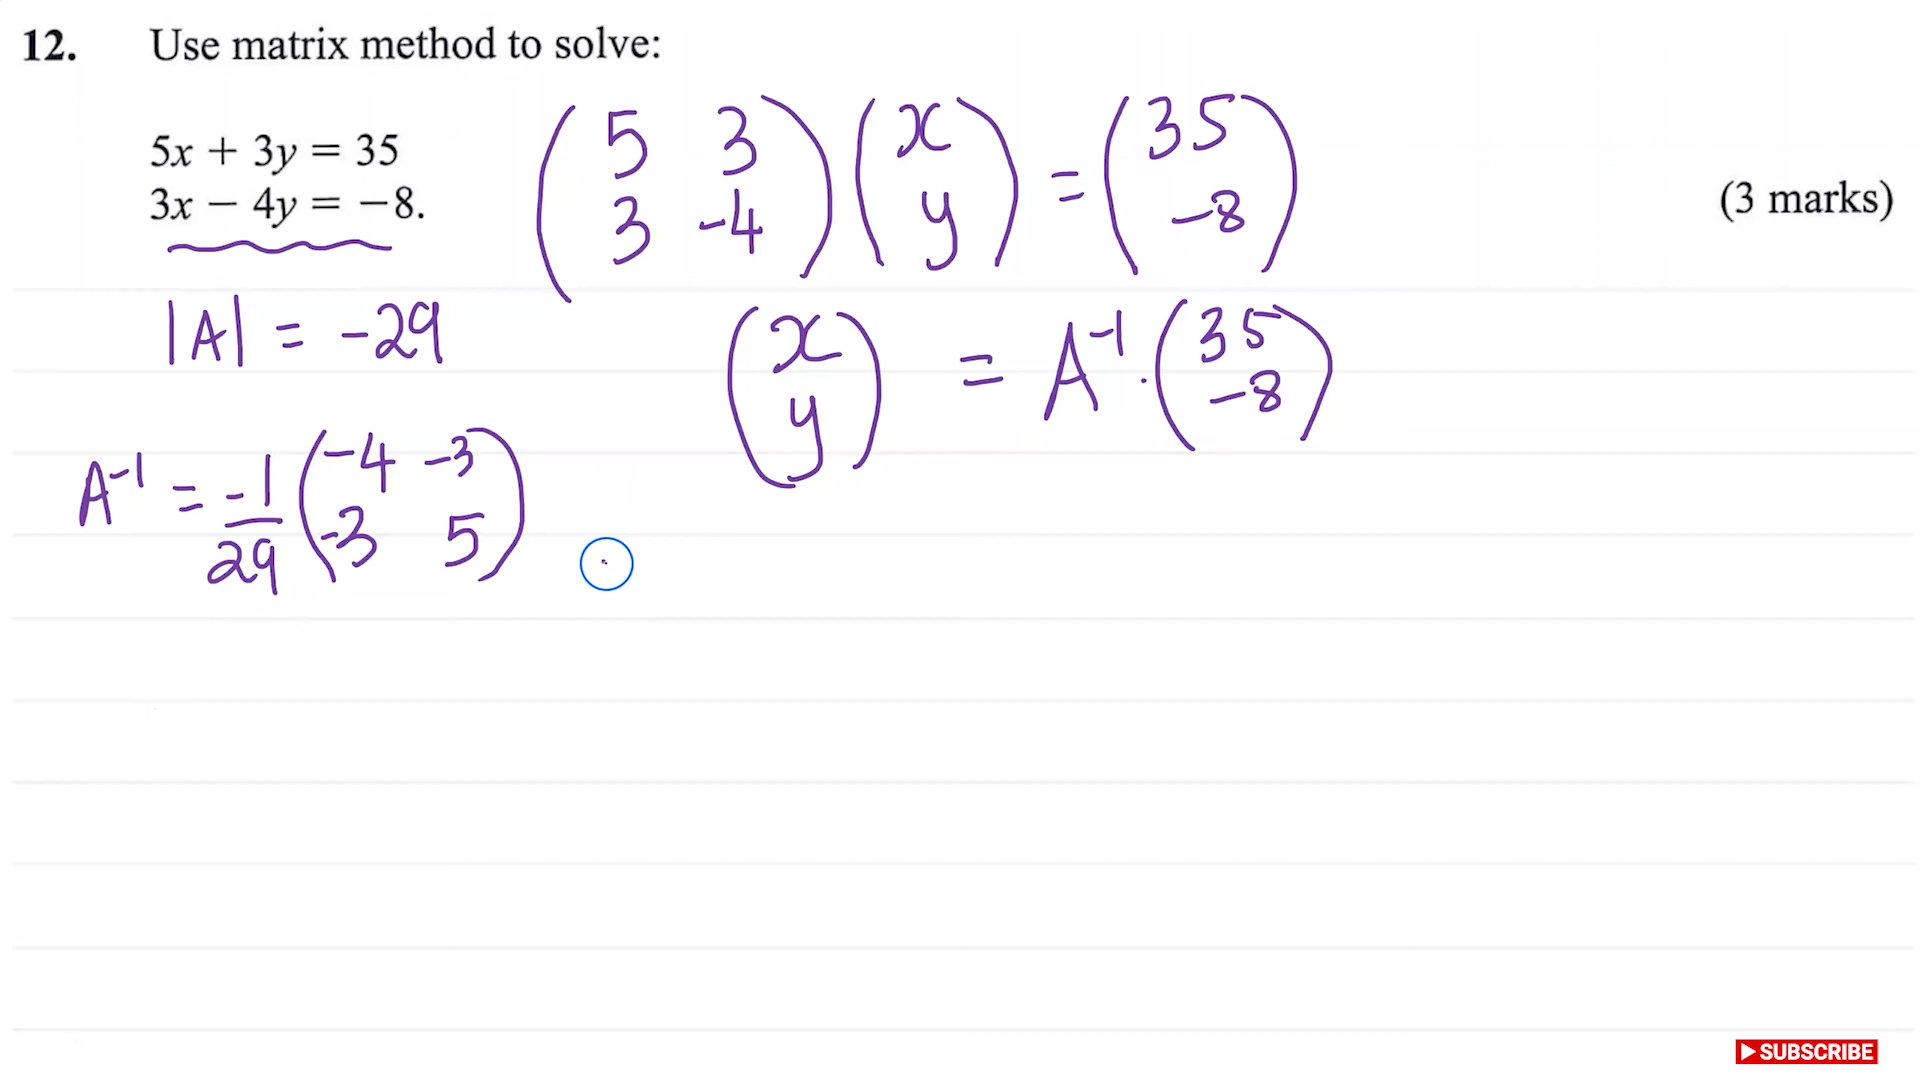 12. Use matrix method to solve:
5x + 3y = 35
3x − 4y = −8.
(3 marks)
( 5 3 ) ( x ) = ( 35 )
( 3 -4 ) ( y ) ( -8 )
|A| = -29
( x ) = A⁻¹ . ( 35 )
( y ) ( -8 )
A⁻¹ = -1/29 ( -4 -3 )
( -3 5 )
SUBSCRIBE